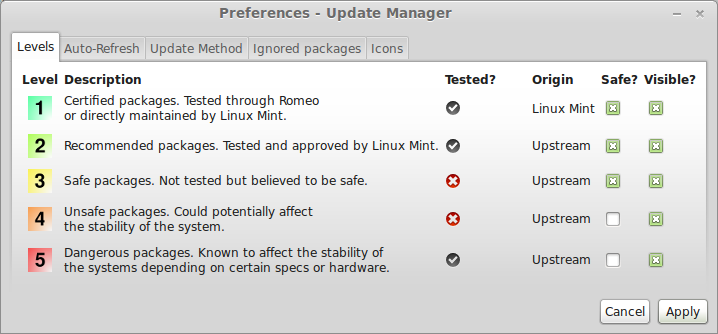 Preferences - Update Manager
Levels Auto-Refresh Update Method Ignored packages Icons
Level Description Tested? Origin Safe? Visible?
1 Certified packages. Tested through Romeo
or directly maintained by Linux Mint. Linux Mint
2 Recommended packages. Tested and approved by Linux Mint. Upstream
3 Safe packages. Not tested but believed to be safe. Upstream
4 Unsafe packages. Could potentially affect
the stability of the system. Upstream
5 Dangerous packages. Known to affect the stability of
the systems depending on certain specs or hardware. Upstream
Cancel Apply